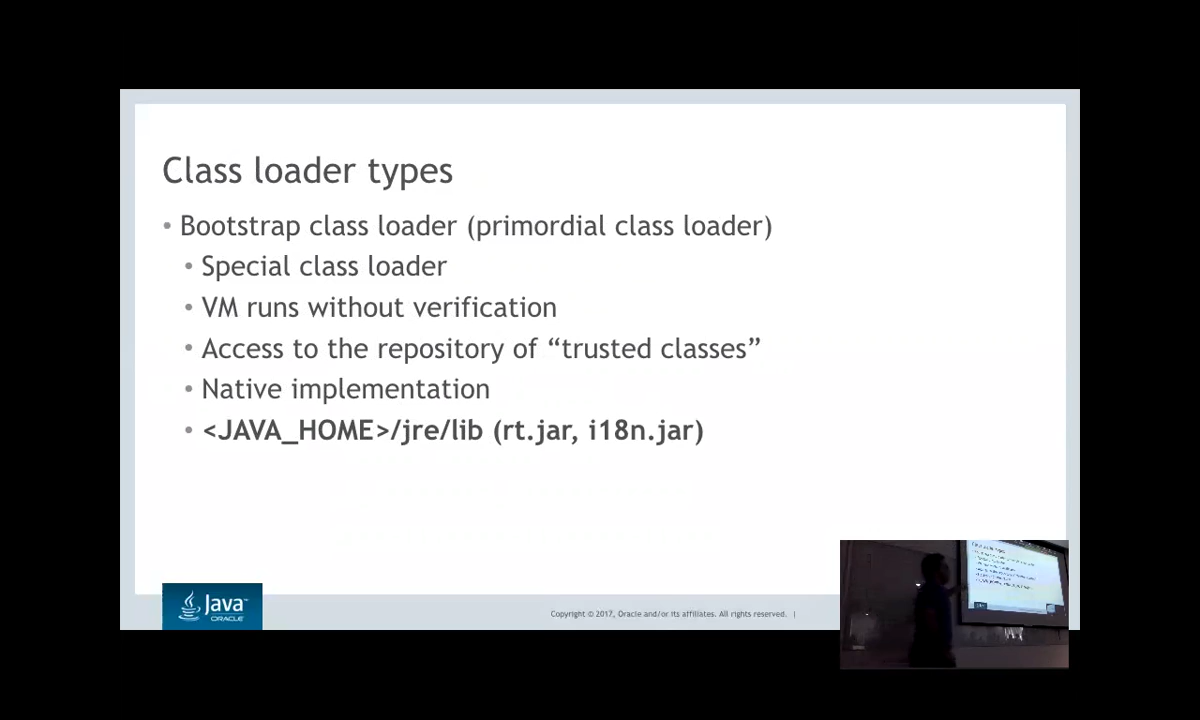 Class loader types
• Bootstrap class loader (primordial class loader)
• Special class loader
• VM runs without verification
• Access to the repository of “trusted classes”
• Native implementation
• <JAVA_HOME>/jre/lib (rt.jar, i18n.jar)
Java™
ORACLE
Copyright © 2017, Oracle and/or its affiliates. All rights reserved. |